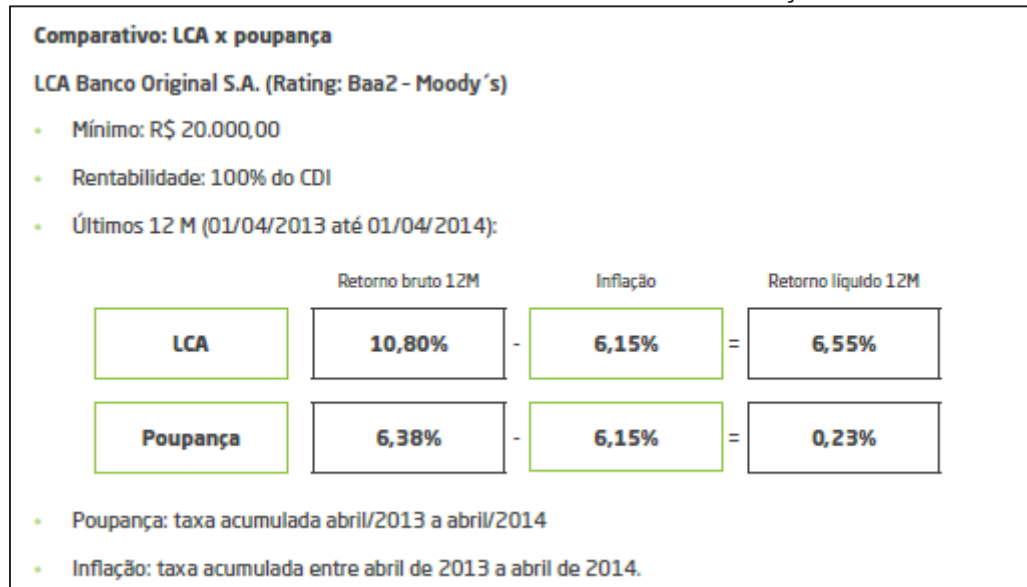 Comparativo: LCA x poupança
LCA Banco Original S.A. (Rating: Baa2 - Moody´s)
• Mínimo: R$ 20.000,00
• Rentabilidade: 100% do CDI
• Últimos 12 M (01/04/2013 até 01/04/2014):
Retorno bruto 12M Inflação Retorno líquido 12M
LCA 10,80% - 6,15% = 6,55%
Poupança 6,38% - 6,15% = 0,23%
• Poupança: taxa acumulada abril/2013 a abril/2014
• Inflação: taxa acumulada entre abril de 2013 a abril de 2014.